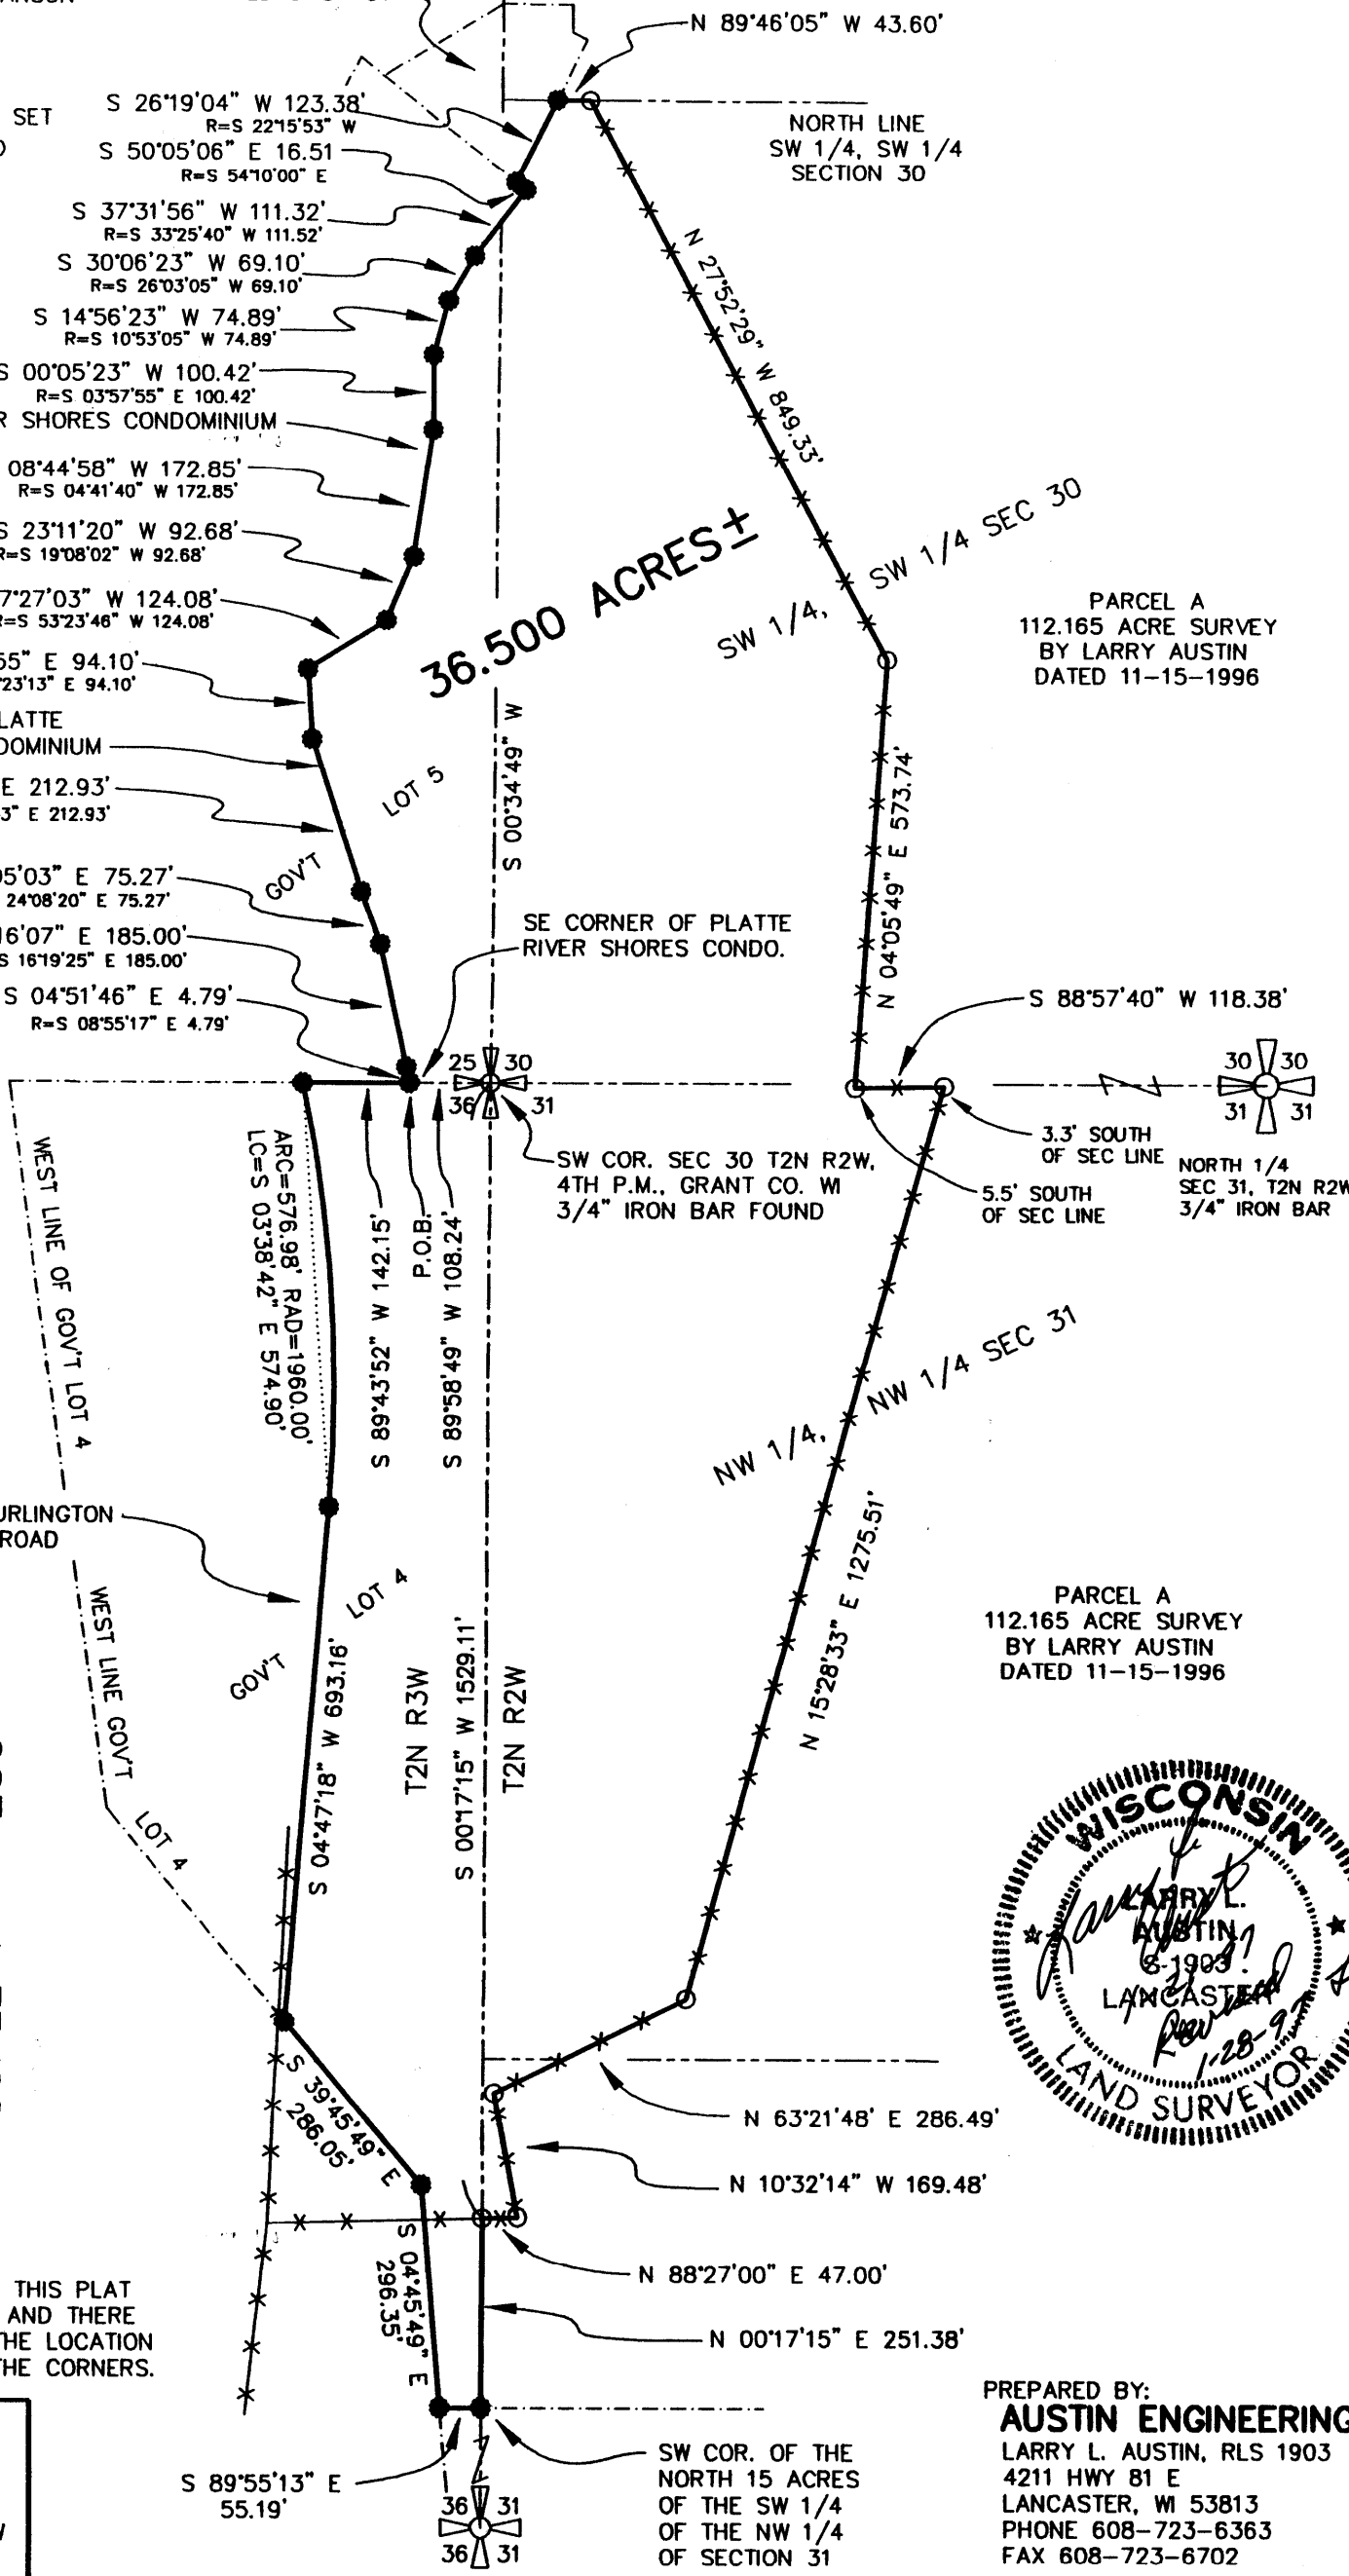 N 89°46'05" W 43.60'
SET
S 26°19'04" W 123.38'
R=S 22°15'53" W
NORTH LINE
SW 1/4, SW 1/4
SECTION 30
S 50°05'06" E 16.51
R=S 54°10'00" E
S 37°31'56" W 111.32'
R=S 33°25'40" W 111.52'
S 30°06'23" W 69.10'
R=S 26°03'05" W 69.10'
S 14°56'23" W 74.89'
R=S 10°53'05" W 74.89'
S 00°05'23" W 100.42'
R=S 03°57'55" E 100.42'
R SHORES CONDOMINIUM
08°44'58" W 172.85'
R=S 04°41'40" W 172.85'
S 23°11'20" W 92.68'
R=S 19°08'02" W 92.68'
7°27'03" W 124.08'
R=S 53°23'46" W 124.08'
55" E 94.10'
23'13" E 94.10'
LATTE
DOMINIUM
E 212.93'
3" E 212.93'
05'03" E 75.27'
24°08'20" E 75.27'
16'07" E 185.00'
S 16°19'25" E 185.00'
S 04°51'46" E 4.79'
R=S 08°55'17" E 4.79'
N 27°52'29" W 849.33'
36.500 ACRES±
SW 1/4, SW 1/4 SEC 30
PARCEL A
112.165 ACRE SURVEY
BY LARRY AUSTIN
DATED 11-15-1996
S 00°34'49" W
GOV'T LOT 5
N 04°05'49" E 573.74'
SE CORNER OF PLATTE
RIVER SHORES CONDO.
S 88°57'40" W 118.38'
25 30
36 31
30 30
31 31
SW COR. SEC 30 T2N R2W,
4TH P.M., GRANT CO. WI
3/4" IRON BAR FOUND
3.3' SOUTH
OF SEC LINE
5.5' SOUTH
OF SEC LINE
NORTH 1/4
SEC 31, T2N R2W
3/4" IRON BAR
WEST LINE OF GOV'T LOT 4
ARC=576.98' RAD=1960.00'
LC=S 03°38'42" E 574.90'
S 89°43'52" W 142.15'
P.O.B.
S 89°58'49" W 108.24'
NW 1/4, NW 1/4 SEC 31
URLINGTON
ROAD
GOV'T LOT 4
WEST LINE GOV'T LOT 4
S 04°47'18" W 693.16'
T2N R3W
S 00°17'15" W 1529.11'
T2N R2W
N 15°28'33" E 1275.51'
PARCEL A
112.165 ACRE SURVEY
BY LARRY AUSTIN
DATED 11-15-1996
WISCONSIN
LARRY L.
AUSTIN
S-1903
LANCASTER
LAND SURVEYOR
Revised
1-28-97
S 39°45'49" E
286.05'
N 63°21'48' E 286.49'
N 10°32'14" W 169.48'
N 88°27'00" E 47.00'
S 04°45'49" E
296.35'
N 00°17'15" E 251.38'
THIS PLAT
AND THERE
THE LOCATION
THE CORNERS.
S 89°55'13" E
55.19'
36 31
36 31
SW COR. OF THE
NORTH 15 ACRES
OF THE SW 1/4
OF THE NW 1/4
OF SECTION 31
PREPARED BY:
AUSTIN ENGINEERING
LARRY L. AUSTIN, RLS 1903
4211 HWY 81 E
LANCASTER, WI 53813
PHONE 608-723-6363
FAX 608-723-6702